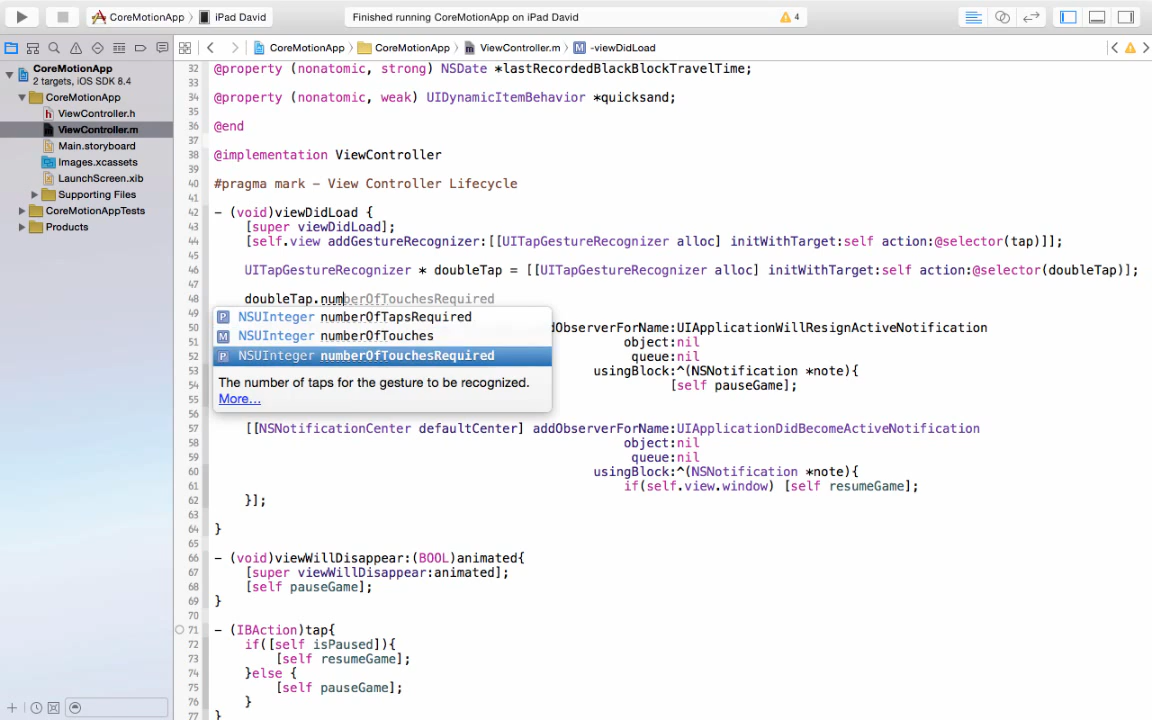 CoreMotionApp
iPad David
Finished running CoreMotionApp on iPad David
4
CoreMotionApp
CoreMotionApp
ViewController.m
M
-viewDidLoad
CoreMotionApp
2 targets, iOS SDK 8.4
CoreMotionApp
h ViewController.h
m ViewController.m
Main.storyboard
Images.xcassets
LaunchScreen.xib
Supporting Files
CoreMotionAppTests
Products
32 @property (nonatomic, strong) NSDate *lastRecordedBlackBlockTravelTime;
33
34 @property (nonatomic, weak) UIDynamicItemBehavior *quicksand;
35
36 @end
37
38 @implementation ViewController
39
40 #pragma mark - View Controller Lifecycle
41
42 - (void)viewDidLoad {
43 [super viewDidLoad];
44 [self.view addGestureRecognizer:[[UITapGestureRecognizer alloc] initWithTarget:self action:@selector(tap)]];
45
46 UITapGestureRecognizer * doubleTap = [[UITapGestureRecognizer alloc] initWithTarget:self action:@selector(doubleTap)];
47
48 doubleTap.numberOfTouchesRequired
49
P NSUInteger numberOfTapsRequired
M NSUInteger numberOfTouches
P NSUInteger numberOfTouchesRequired
The number of taps for the gesture to be recognized.
More...
50 dObserverForName:UIApplicationWillResignActiveNotification
51 object:nil
52 queue:nil
53 usingBlock:^(NSNotification *note){
54 [self pauseGame];
55
56
57 [[NSNotificationCenter defaultCenter] addObserverForName:UIApplicationDidBecomeActiveNotification
58 object:nil
59 queue:nil
60 usingBlock:^(NSNotification *note){
61 if(self.view.window) [self resumeGame];
62 }];
63
64 }
65
66 - (void)viewWillDisappear:(BOOL)animated{
67 [super viewWillDisappear:animated];
68 [self pauseGame];
69 }
70
71 - (IBAction)tap{
72 if([self isPaused]){
73 [self resumeGame];
74 }else {
75 [self pauseGame];
76 }
77 }